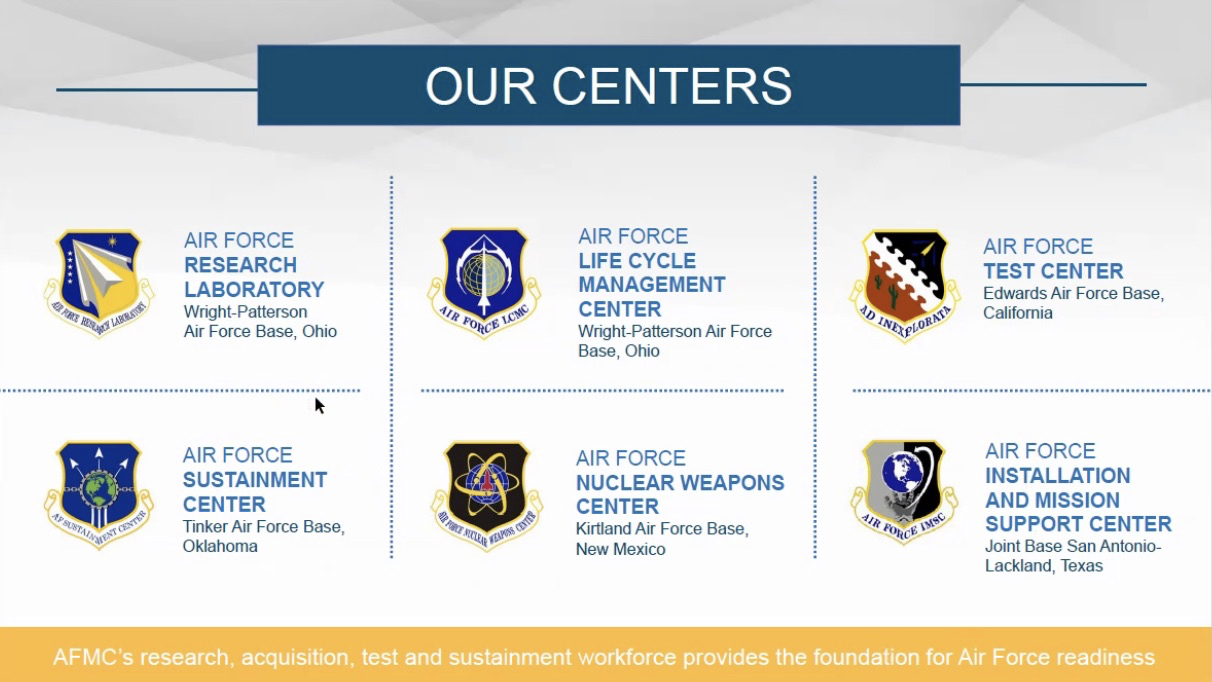 OUR CENTERS
AIR FORCE
RESEARCH
LABORATORY
Wright-Patterson
Air Force Base, Ohio
AIR FORCE RESEARCH LABORATORY
AIR FORCE
LIFE CYCLE
MANAGEMENT
CENTER
Wright-Patterson Air Force
Base, Ohio
AIR FORCE LCMC
AIR FORCE
TEST CENTER
Edwards Air Force Base,
California
AD INEXPLORATA
AIR FORCE
SUSTAINMENT
CENTER
Tinker Air Force Base,
Oklahoma
AF SUSTAINMENT CENTER
AIR FORCE
NUCLEAR WEAPONS
CENTER
Kirtland Air Force Base,
New Mexico
AIR FORCE NUCLEAR WEAPONS CENTER
AIR FORCE
INSTALLATION
AND MISSION
SUPPORT CENTER
Joint Base San Antonio-
Lackland, Texas
AIR FORCE IMSC
AFMC's research, acquisition, test and sustainment workforce provides the foundation for Air Force readiness